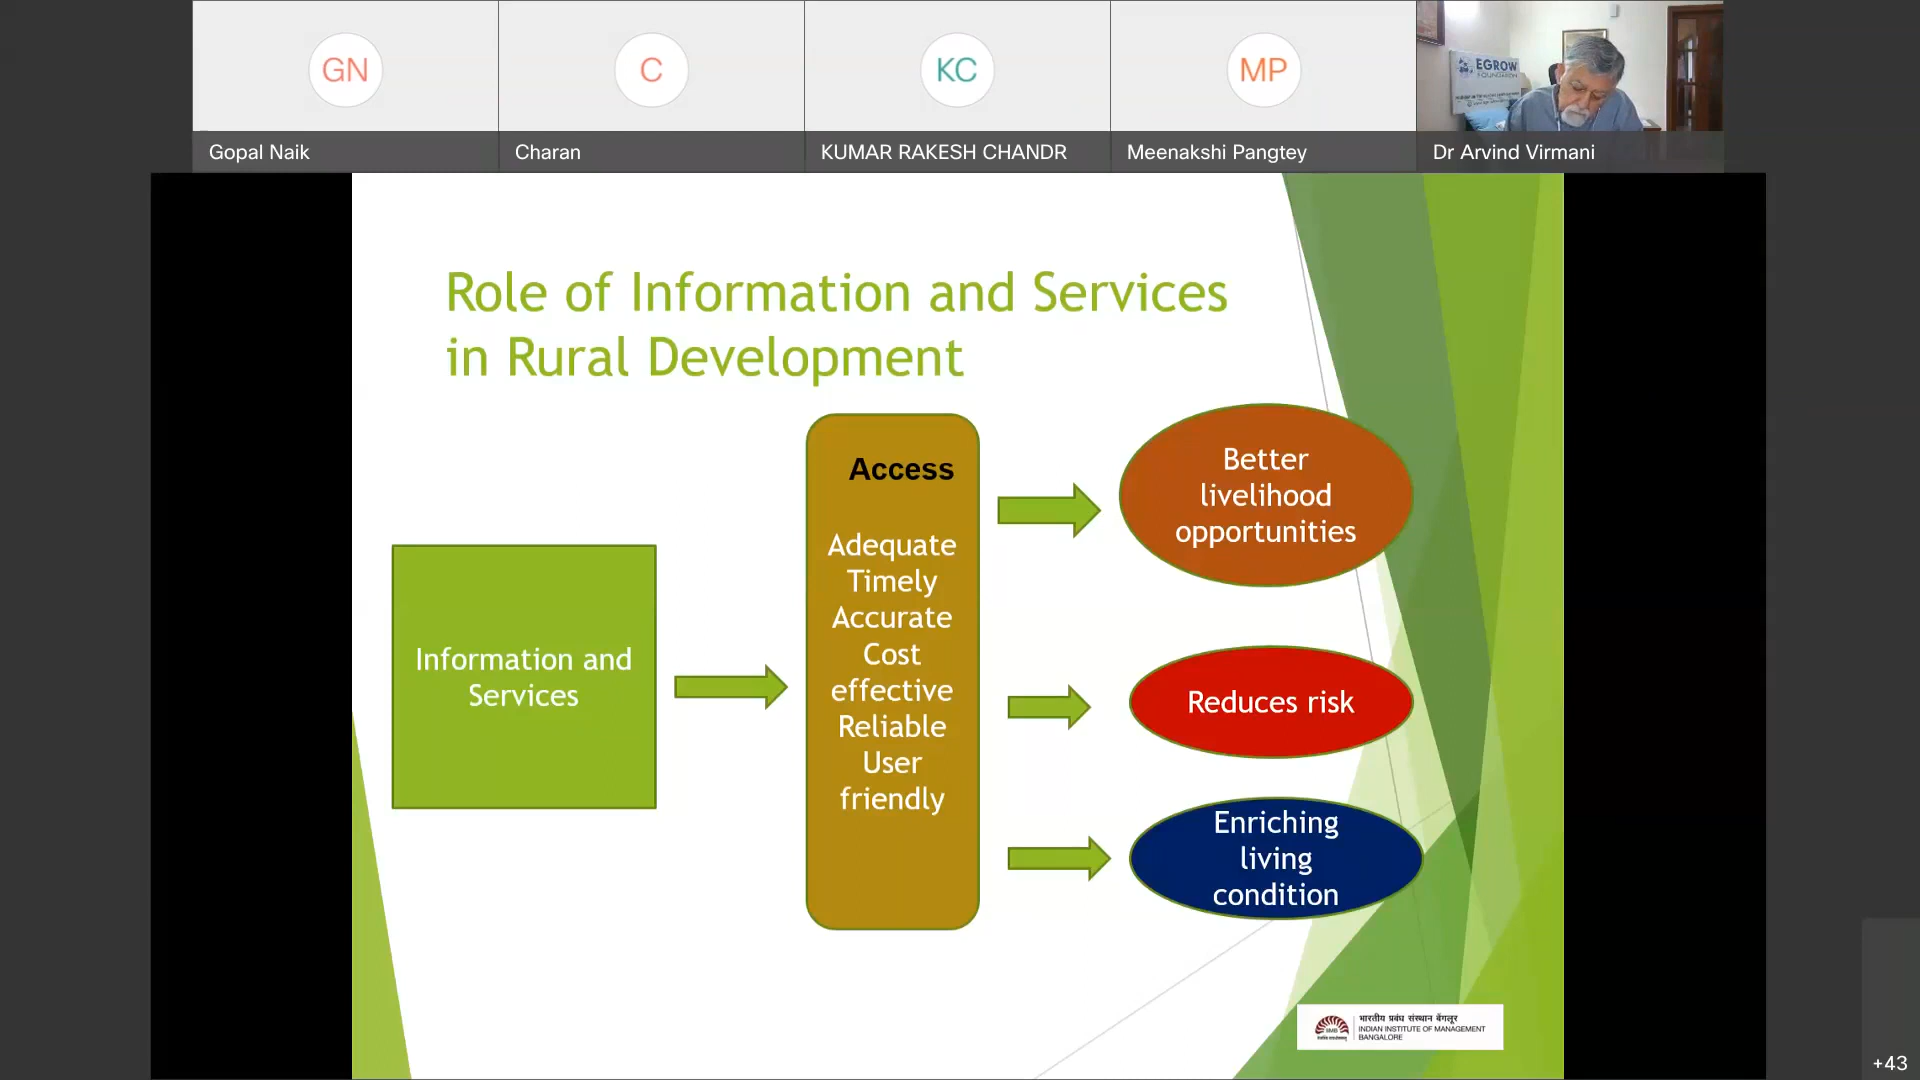 GN
C
KC
MP
EGROW
FOUNDATION
Gopal Naik
Charan
KUMAR RAKESH CHANDR
Meenakshi Pangtey
Dr Arvind Virmani
Role of Information and Services
in Rural Development
Information and
Services
Access
Adequate
Timely
Accurate
Cost
effective
Reliable
User
friendly
Better
livelihood
opportunities
Reduces risk
Enriching
living
condition
भारतीय प्रबंध संस्थान बेंगलूर
INDIAN INSTITUTE OF MANAGEMENT
BANGALORE
+43